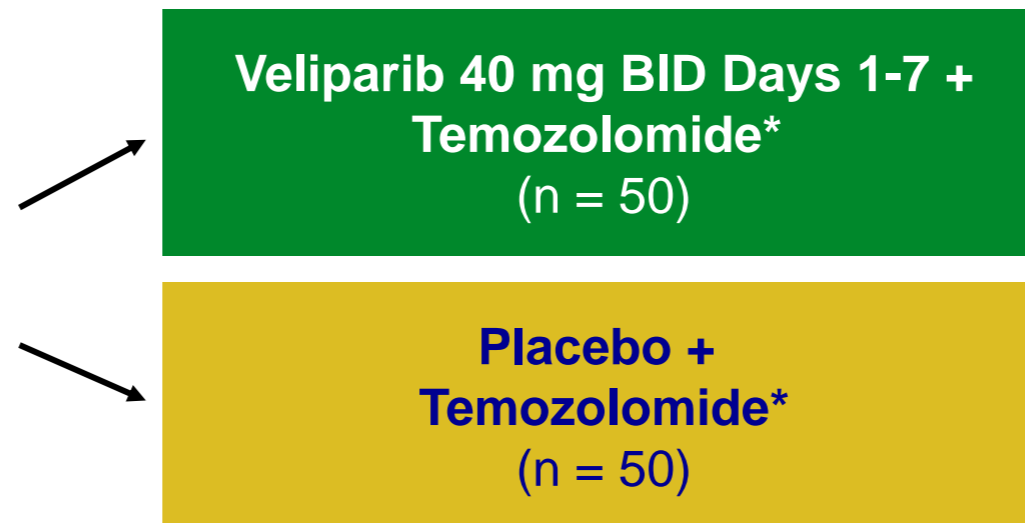 Veliparib 40 mg BID Days 1-7 +
Temozolomide*
(n = 50)
Placebo +
Temozolomide*
(n = 50)